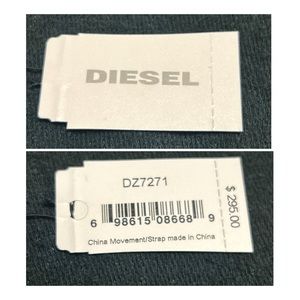 DIESEL
DZ7271
$ 295.00
6 98615 08668 9
China Movement/Strap made in China